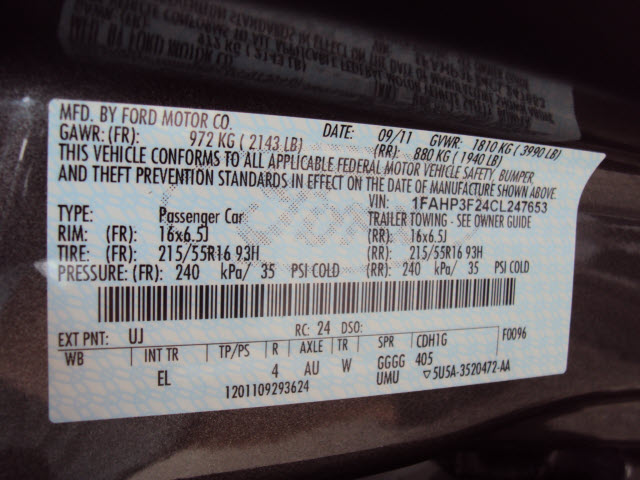 MFD. BY FORD MOTOR CO.
DATE: 09/11 GVWR: 1810 KG ( 3990 LB)
GAWR: (FR): 972 KG ( 2143 LB) (RR): 880 KG ( 1940 LB)
THIS VEHICLE CONFORMS TO ALL APPLICABLE FEDERAL MOTOR VEHICLE SAFETY, BUMPER,
AND THEFT PREVENTION STANDARDS IN EFFECT ON THE DATE OF MANUFACTURE SHOWN ABOVE.
VIN: 1FAHP3F24CL247653
TYPE: Passenger Car TRAILER TOWING - SEE OWNER GUIDE
RIM: (FR): 16x6.5J (RR): 16x6.5J
TIRE: (FR): 215/55R16 93H (RR): 215/55R16 93H
PRESSURE: (FR): 240 kPa/ 35 PSI COLD (RR): 240 kPa/ 35 PSI COLD
EXT PNT: UJ RC: 24 DSO: F0096
WB INT TR TP/PS R AXLE TR SPR CDH1G
EL 4 AU W GGGG 405
1201109293624 UMU ▽5U5A-3520472-AA